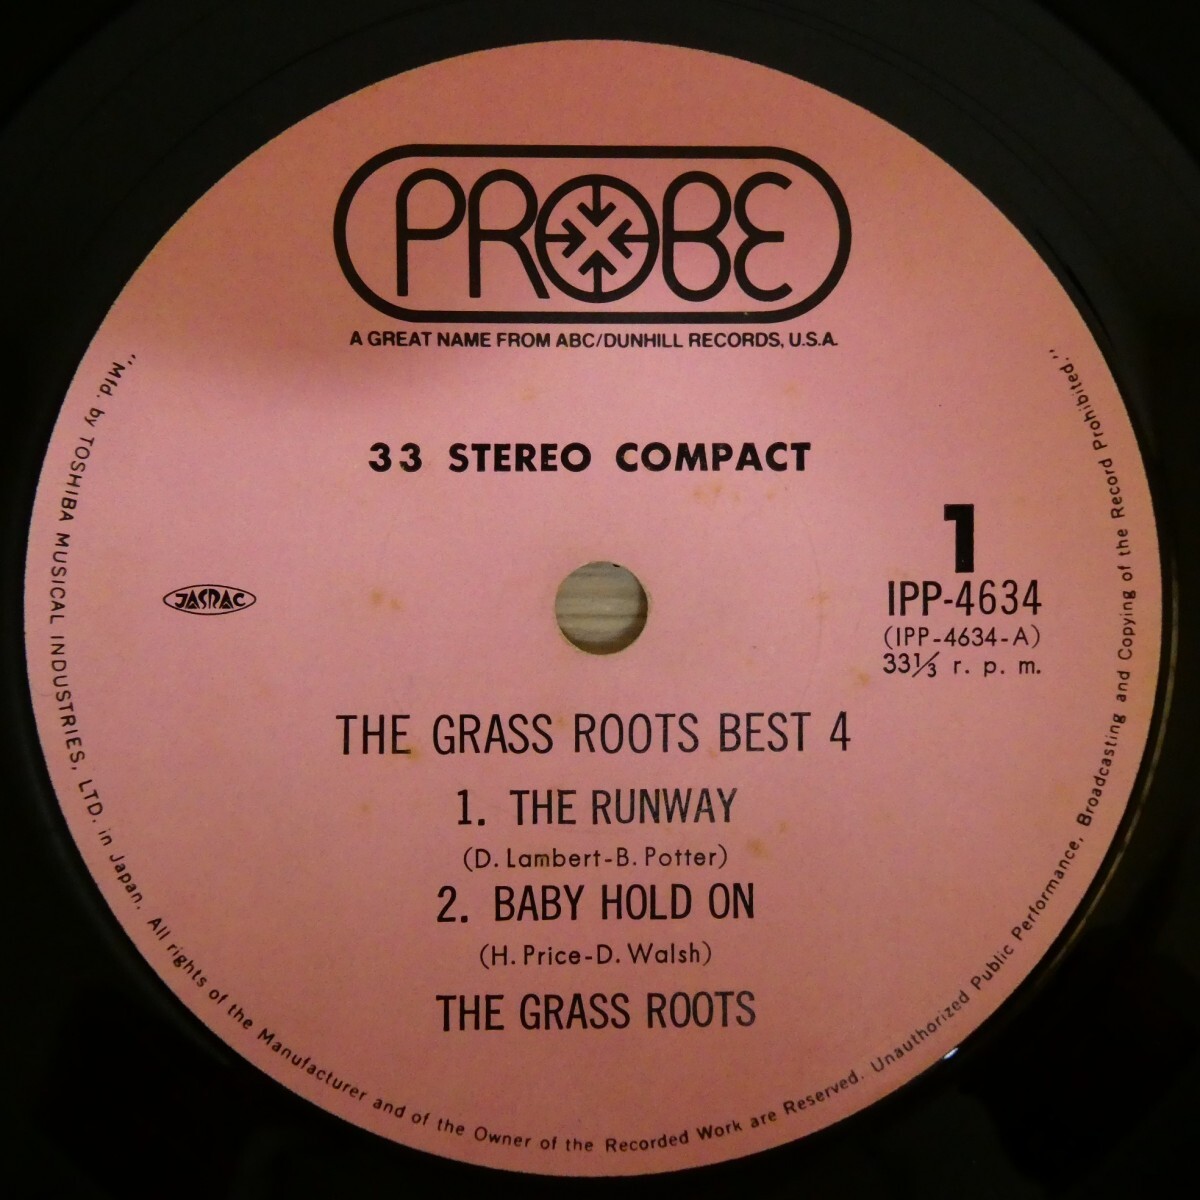 PROBE
A GREAT NAME FROM ABC/DUNHILL RECORDS, U.S.A.
33 STEREO COMPACT
1
IPP-4634
(IPP-4634-A)
33⅓ r. p. m.
JASRAC
THE GRASS ROOTS BEST 4
1. THE RUNWAY
(D. Lambert-B. Potter)
2. BABY HOLD ON
(H. Price-D. Walsh)
THE GRASS ROOTS
"Mfd. by TOSHIBA MUSICAL INDUSTRIES, LTD. in Japan. All rights of the Manufacturer and of the Owner of the Recorded Work are Reserved. Unauthorized Public Performance, Broadcasting and Copying of the Record Prohibited."